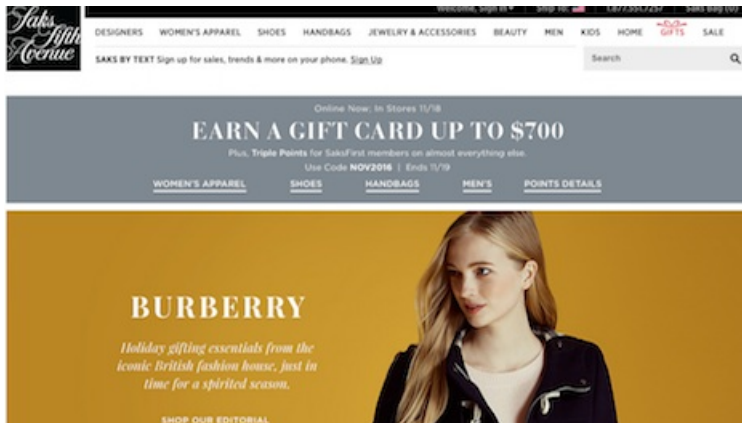 Welcome, Sign In
Ship To:
1.877.551.7257
Saks Bag (0)
Saks
Fifth
Avenue
DESIGNERS WOMEN'S APPAREL SHOES HANDBAGS JEWELRY & ACCESSORIES BEAUTY MEN KIDS HOME GIFTS SALE
SAKS BY TEXT Sign up for sales, trends & more on your phone. Sign Up
Search
Online Now; In Stores 11/18
EARN A GIFT CARD UP TO $700
Plus, Triple Points for SaksFirst members on almost everything else.
Use Code NOV2016 | Ends 11/19
WOMEN'S APPAREL SHOES HANDBAGS MEN'S POINTS DETAILS
BURBERRY
Holiday gifting essentials from the
iconic British fashion house, just in
time for a spirited season.
SHOP OUR EDITORIAL